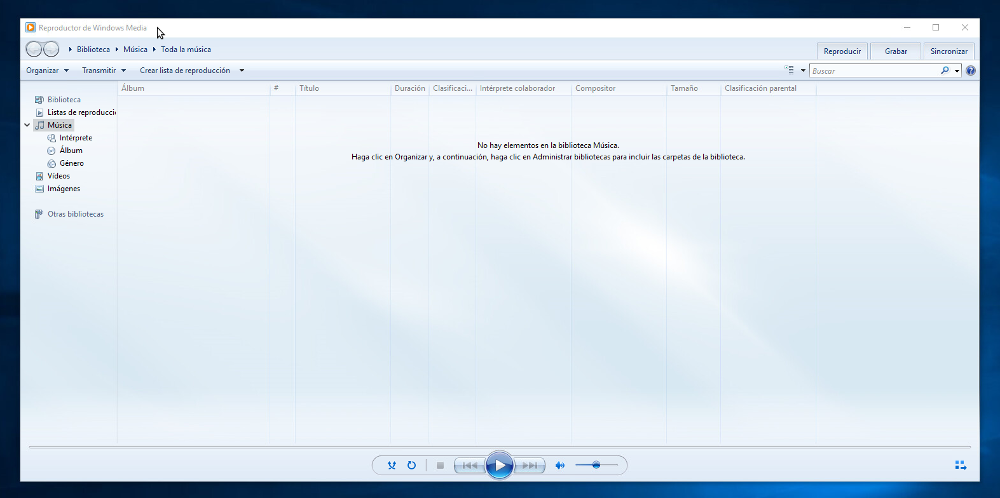 Reproductor de Windows Media
Biblioteca Música Toda la música
Reproducir Grabar Sincronizar
Organizar Transmitir Crear lista de reproducción
Buscar
Álbum # Título Duración Clasificaci... Intérprete colaborador Compositor Tamaño Clasificación parental
Biblioteca
Listas de reproducci
Música
Intérprete
Álbum
Género
Vídeos
Imágenes
Otras bibliotecas
No hay elementos en la biblioteca Música.
Haga clic en Organizar y, a continuación, haga clic en Administrar bibliotecas para incluir las carpetas de la biblioteca.